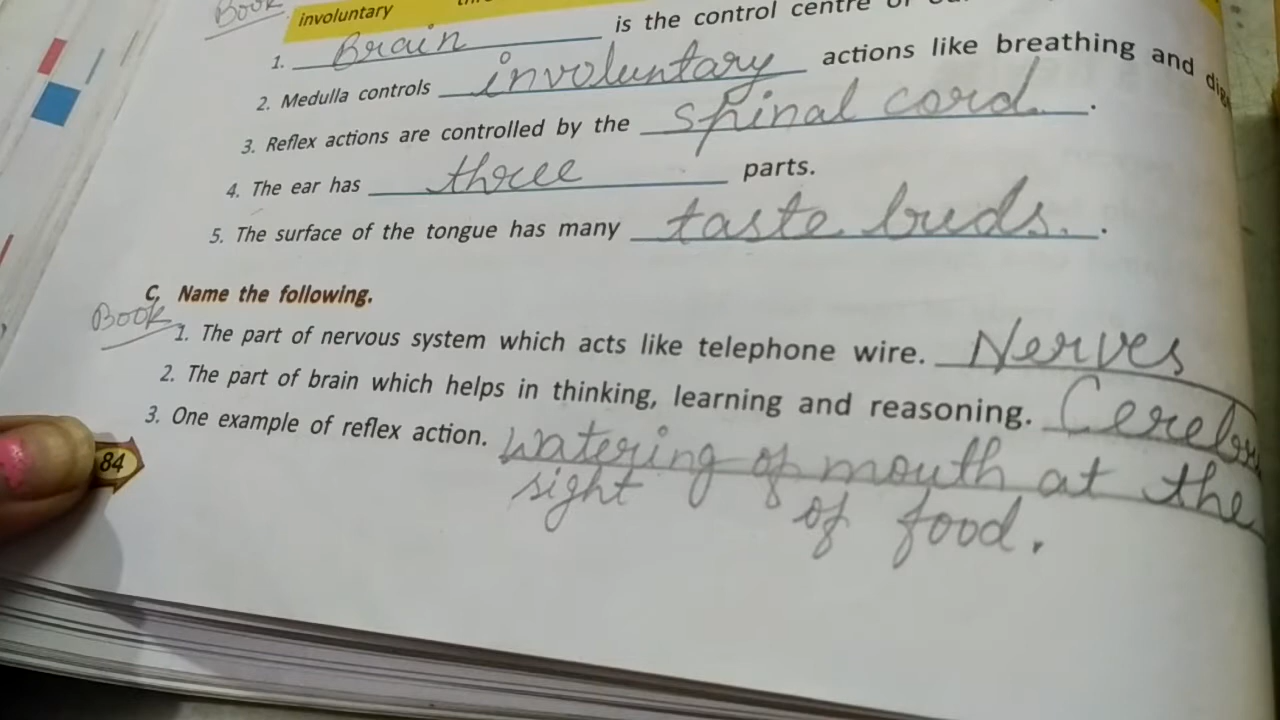 Book
involuntary
1. Brain is the control centre
2. Medulla controls involuntary actions like breathing and
3. Reflex actions are controlled by the spinal cord.
4. The ear has three parts.
5. The surface of the tongue has many taste buds.
C. Name the following.
Book
1. The part of nervous system which acts like telephone wire. Nerves
2. The part of brain which helps in thinking, learning and reasoning.
3. One example of reflex action. Watering of mouth at the
sight of food.
84